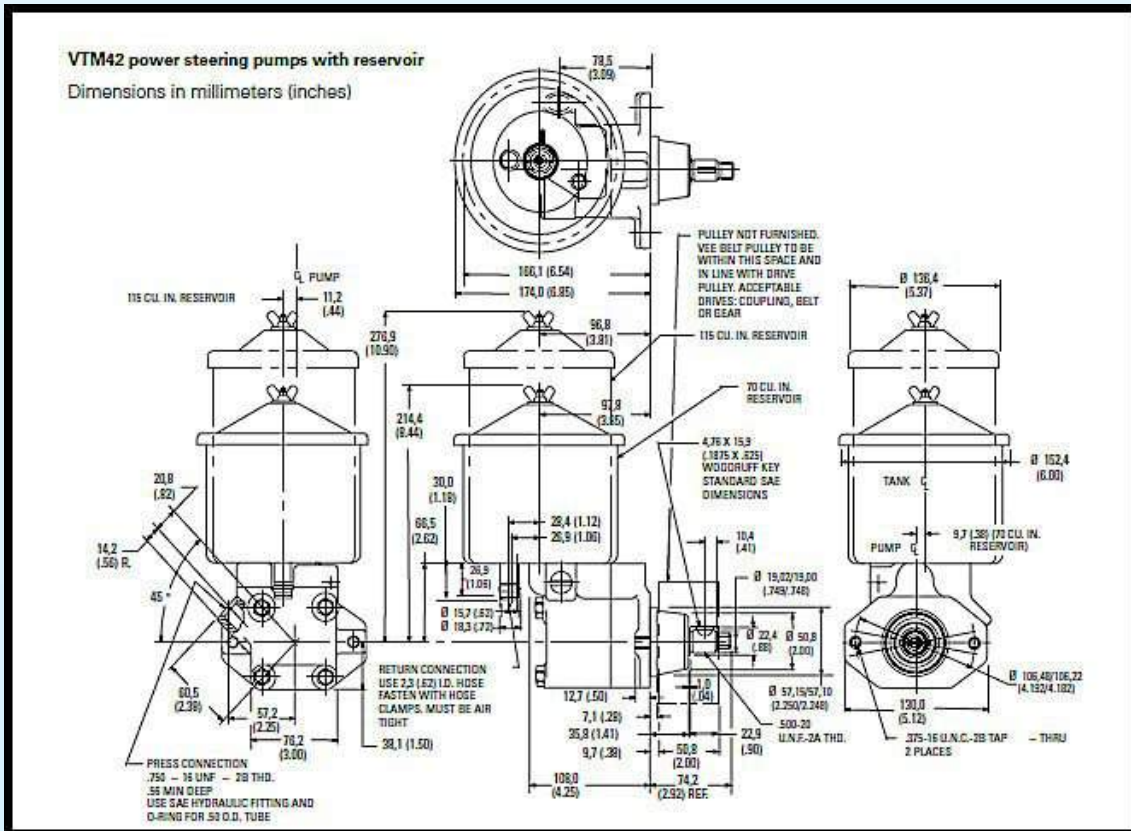 VTM42 power steering pumps with reservoir
Dimensions in millimeters (inches)
78,5
(3.09)
166,1 (6.54)
174,0 (6.85)
℄ PUMP
115 CU. IN. RESERVOIR
11,2
(.44)
276,9
(10.90)
214,4
(8.44)
96,8
(3.81)
97,8
(3.85)
PULLEY NOT FURNISHED.
VEE BELT PULLEY TO BE
WITHIN THIS SPACE AND
IN LINE WITH DRIVE
PULLEY. ACCEPTABLE
DRIVES: COUPLING, BELT
OR GEAR
115 CU. IN. RESERVOIR
70 CU. IN.
RESERVOIR
4,76 X 15,9
(.1875 X .625)
WOODRUFF KEY
STANDARD SAE
DIMENSIONS
Ø 136,4
(5.37)
Ø 152,4
(6.00)
TANK ℄
9,7 (.38) (70 CU. IN.
RESERVOIR)
PUMP ℄
20,8
(.82)
14,2
(.56) R.
45 °
30,0
(1.18)
66,5
(2.62)
28,4 (1.12)
26,9 (1.06)
26,9
(1.06)
Ø 15,7 (.62)
Ø 18,3 (.72)
10,4
(.41)
Ø 19,02/19,00
(.749/.748)
Ø 22,4
(.88)
Ø 50,8
(2.00)
1,0
(.04)
Ø 57,15/57,10
(2.250/2.248)
.500-20
U.N.F.-2A THD.
RETURN CONNECTION
USE 2,3 (.62) I.D. HOSE
FASTEN WITH HOSE
CLAMPS. MUST BE AIR
TIGHT
60,5
(2.38)
57,2
(2.25)
76,2
(3.00)
38,1 (1.50)
PRESS CONNECTION
.750 – 16 UNF – 2B THD.
.56 MIN DEEP
USE SAE HYDRAULIC FITTING AND
O-RING FOR .50 O.D. TUBE
12,7 (.50)
7,1 (.28)
35,8 (1.41)
9,7 (.38)
22,9
(.90)
50,8
(2.00)
108,0
(4.25)
74,2
(2.92) REF.
Ø 106,48/106,22
(4.192/4.182)
130,0
(5.12)
.375-16 U.N.C.-2B TAP – THRU
2 PLACES